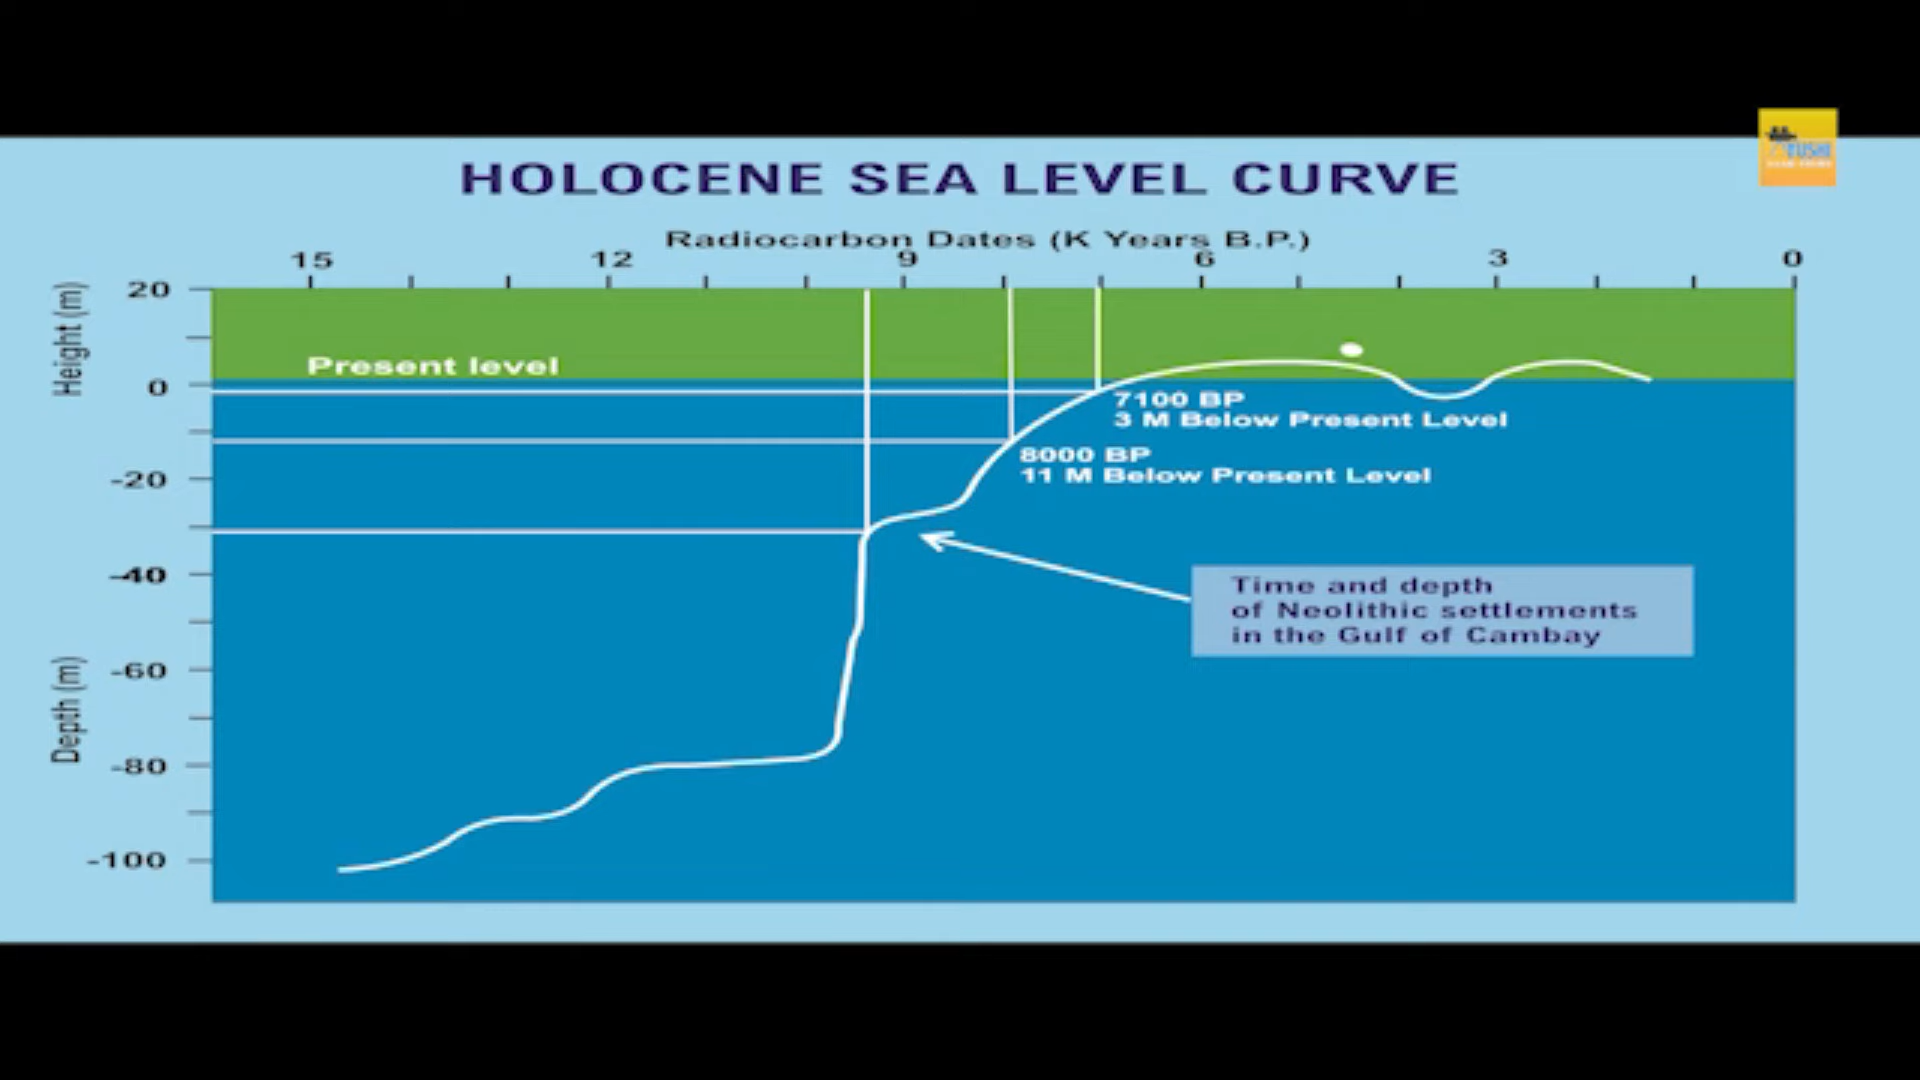 HOLOCENE SEA LEVEL CURVE
Radiocarbon Dates (K Years B.P.)
15 12 9 6 3 0
Height (m)
20
Present level
0
7100 BP
3 M Below Present Level
8000 BP
11 M Below Present Level
-20
-40
Time and depth
of Neolithic settlements
in the Gulf of Cambay
-60
Depth (m)
-80
-100